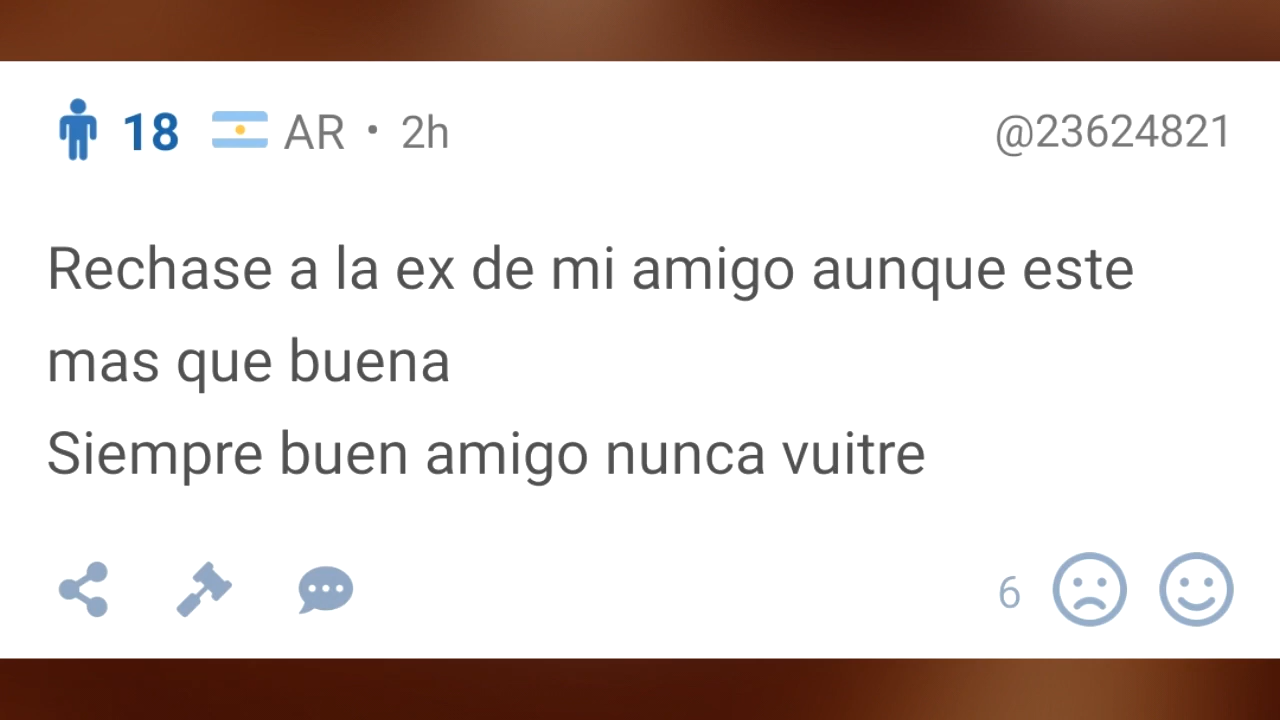 18 AR • 2h @23624821
Rechase a la ex de mi amigo aunque este
mas que buena
Siempre buen amigo nunca vuitre
6